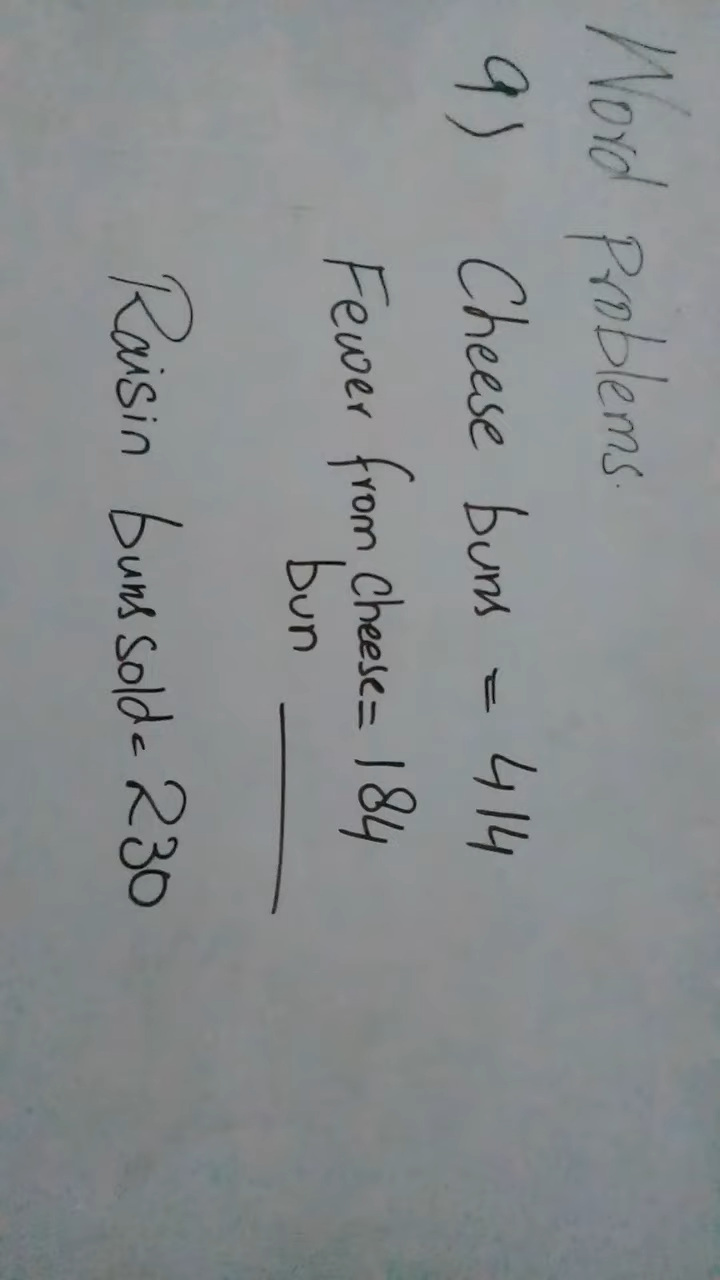 Word Problems.
9) Cheese buns = 414
Fewer from cheese = 184
bun
Raisin buns sold = 230